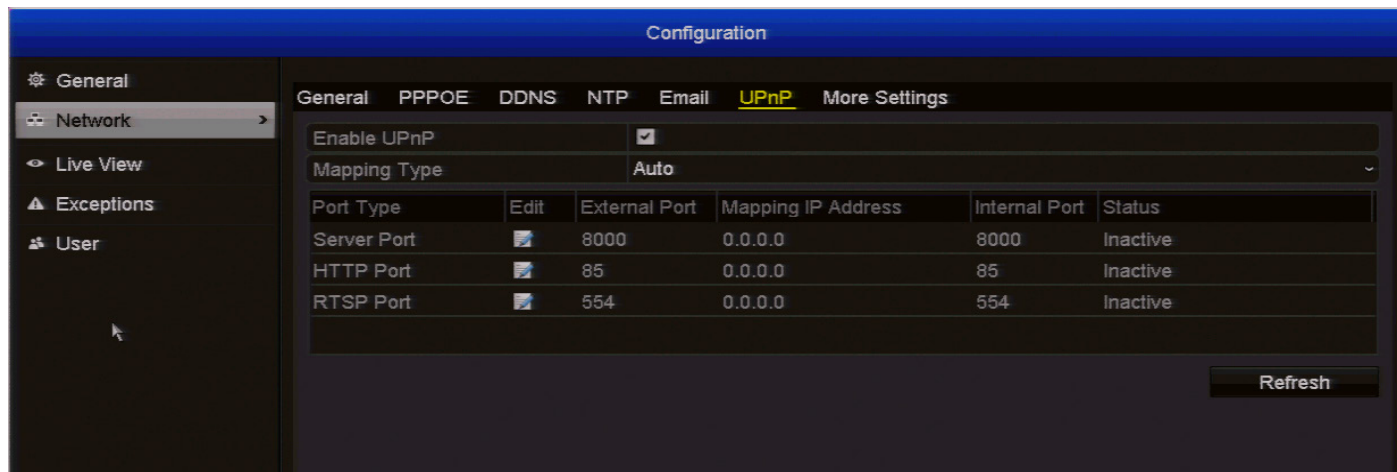 Configuration
General
Network
Live View
Exceptions
User
General PPPOE DDNS NTP Email UPnP More Settings
Enable UPnP
Mapping Type Auto
Port Type Edit External Port Mapping IP Address Internal Port Status
Server Port 8000 0.0.0.0 8000 Inactive
HTTP Port 85 0.0.0.0 85 Inactive
RTSP Port 554 0.0.0.0 554 Inactive
Refresh